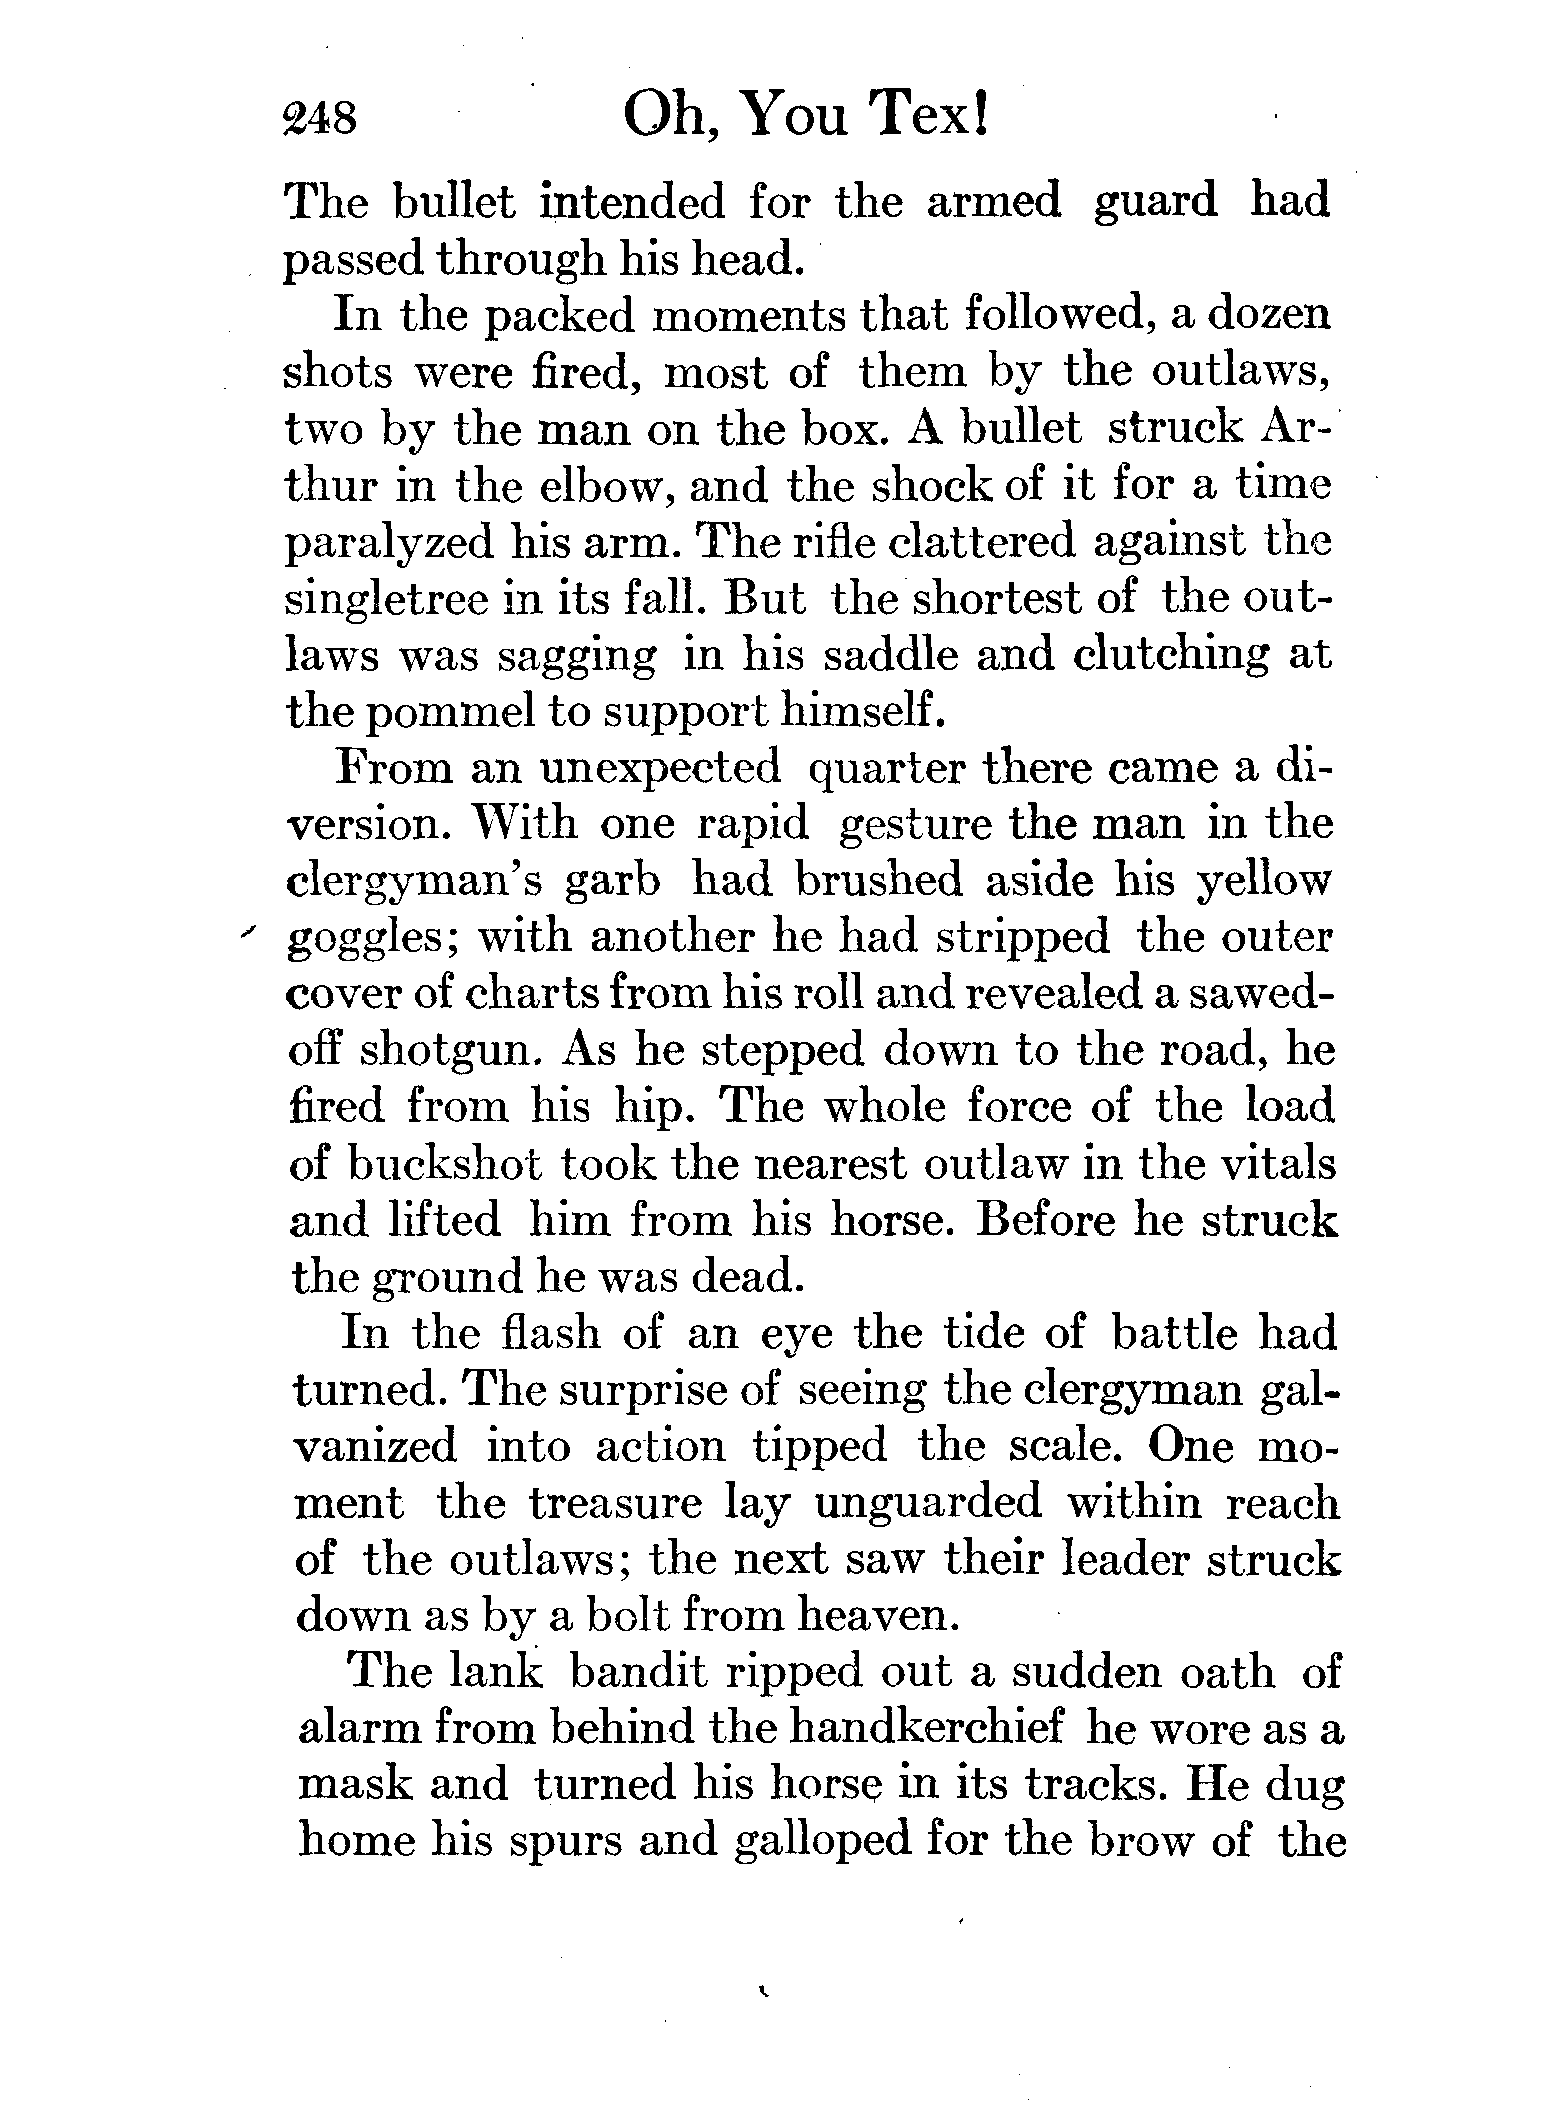 248 Oh, You Tex!
The bullet intended for the armed guard had
passed through his head.
In the packed moments that followed, a dozen
shots were fired, most of them by the outlaws,
two by the man on the box. A bullet struck Ar-
thur in the elbow, and the shock of it for a time
paralyzed his arm. The rifle clattered against the
singletree in its fall. But the shortest of the out-
laws was sagging in his saddle and clutching at
the pommel to support himself.
From an unexpected quarter there came a di-
version. With one rapid gesture the man in the
clergyman's garb had brushed aside his yellow
goggles; with another he had stripped the outer
cover of charts from his roll and revealed a sawed-
off shotgun. As he stepped down to the road, he
fired from his hip. The whole force of the load
of buckshot took the nearest outlaw in the vitals
and lifted him from his horse. Before he struck
the ground he was dead.
In the flash of an eye the tide of battle had
turned. The surprise of seeing the clergyman gal-
vanized into action tipped the scale. One mo-
ment the treasure lay unguarded within reach
of the outlaws; the next saw their leader struck
down as by a bolt from heaven.
The lank bandit ripped out a sudden oath of
alarm from behind the handkerchief he wore as a
mask and turned his horse in its tracks. He dug
home his spurs and galloped for the brow of the